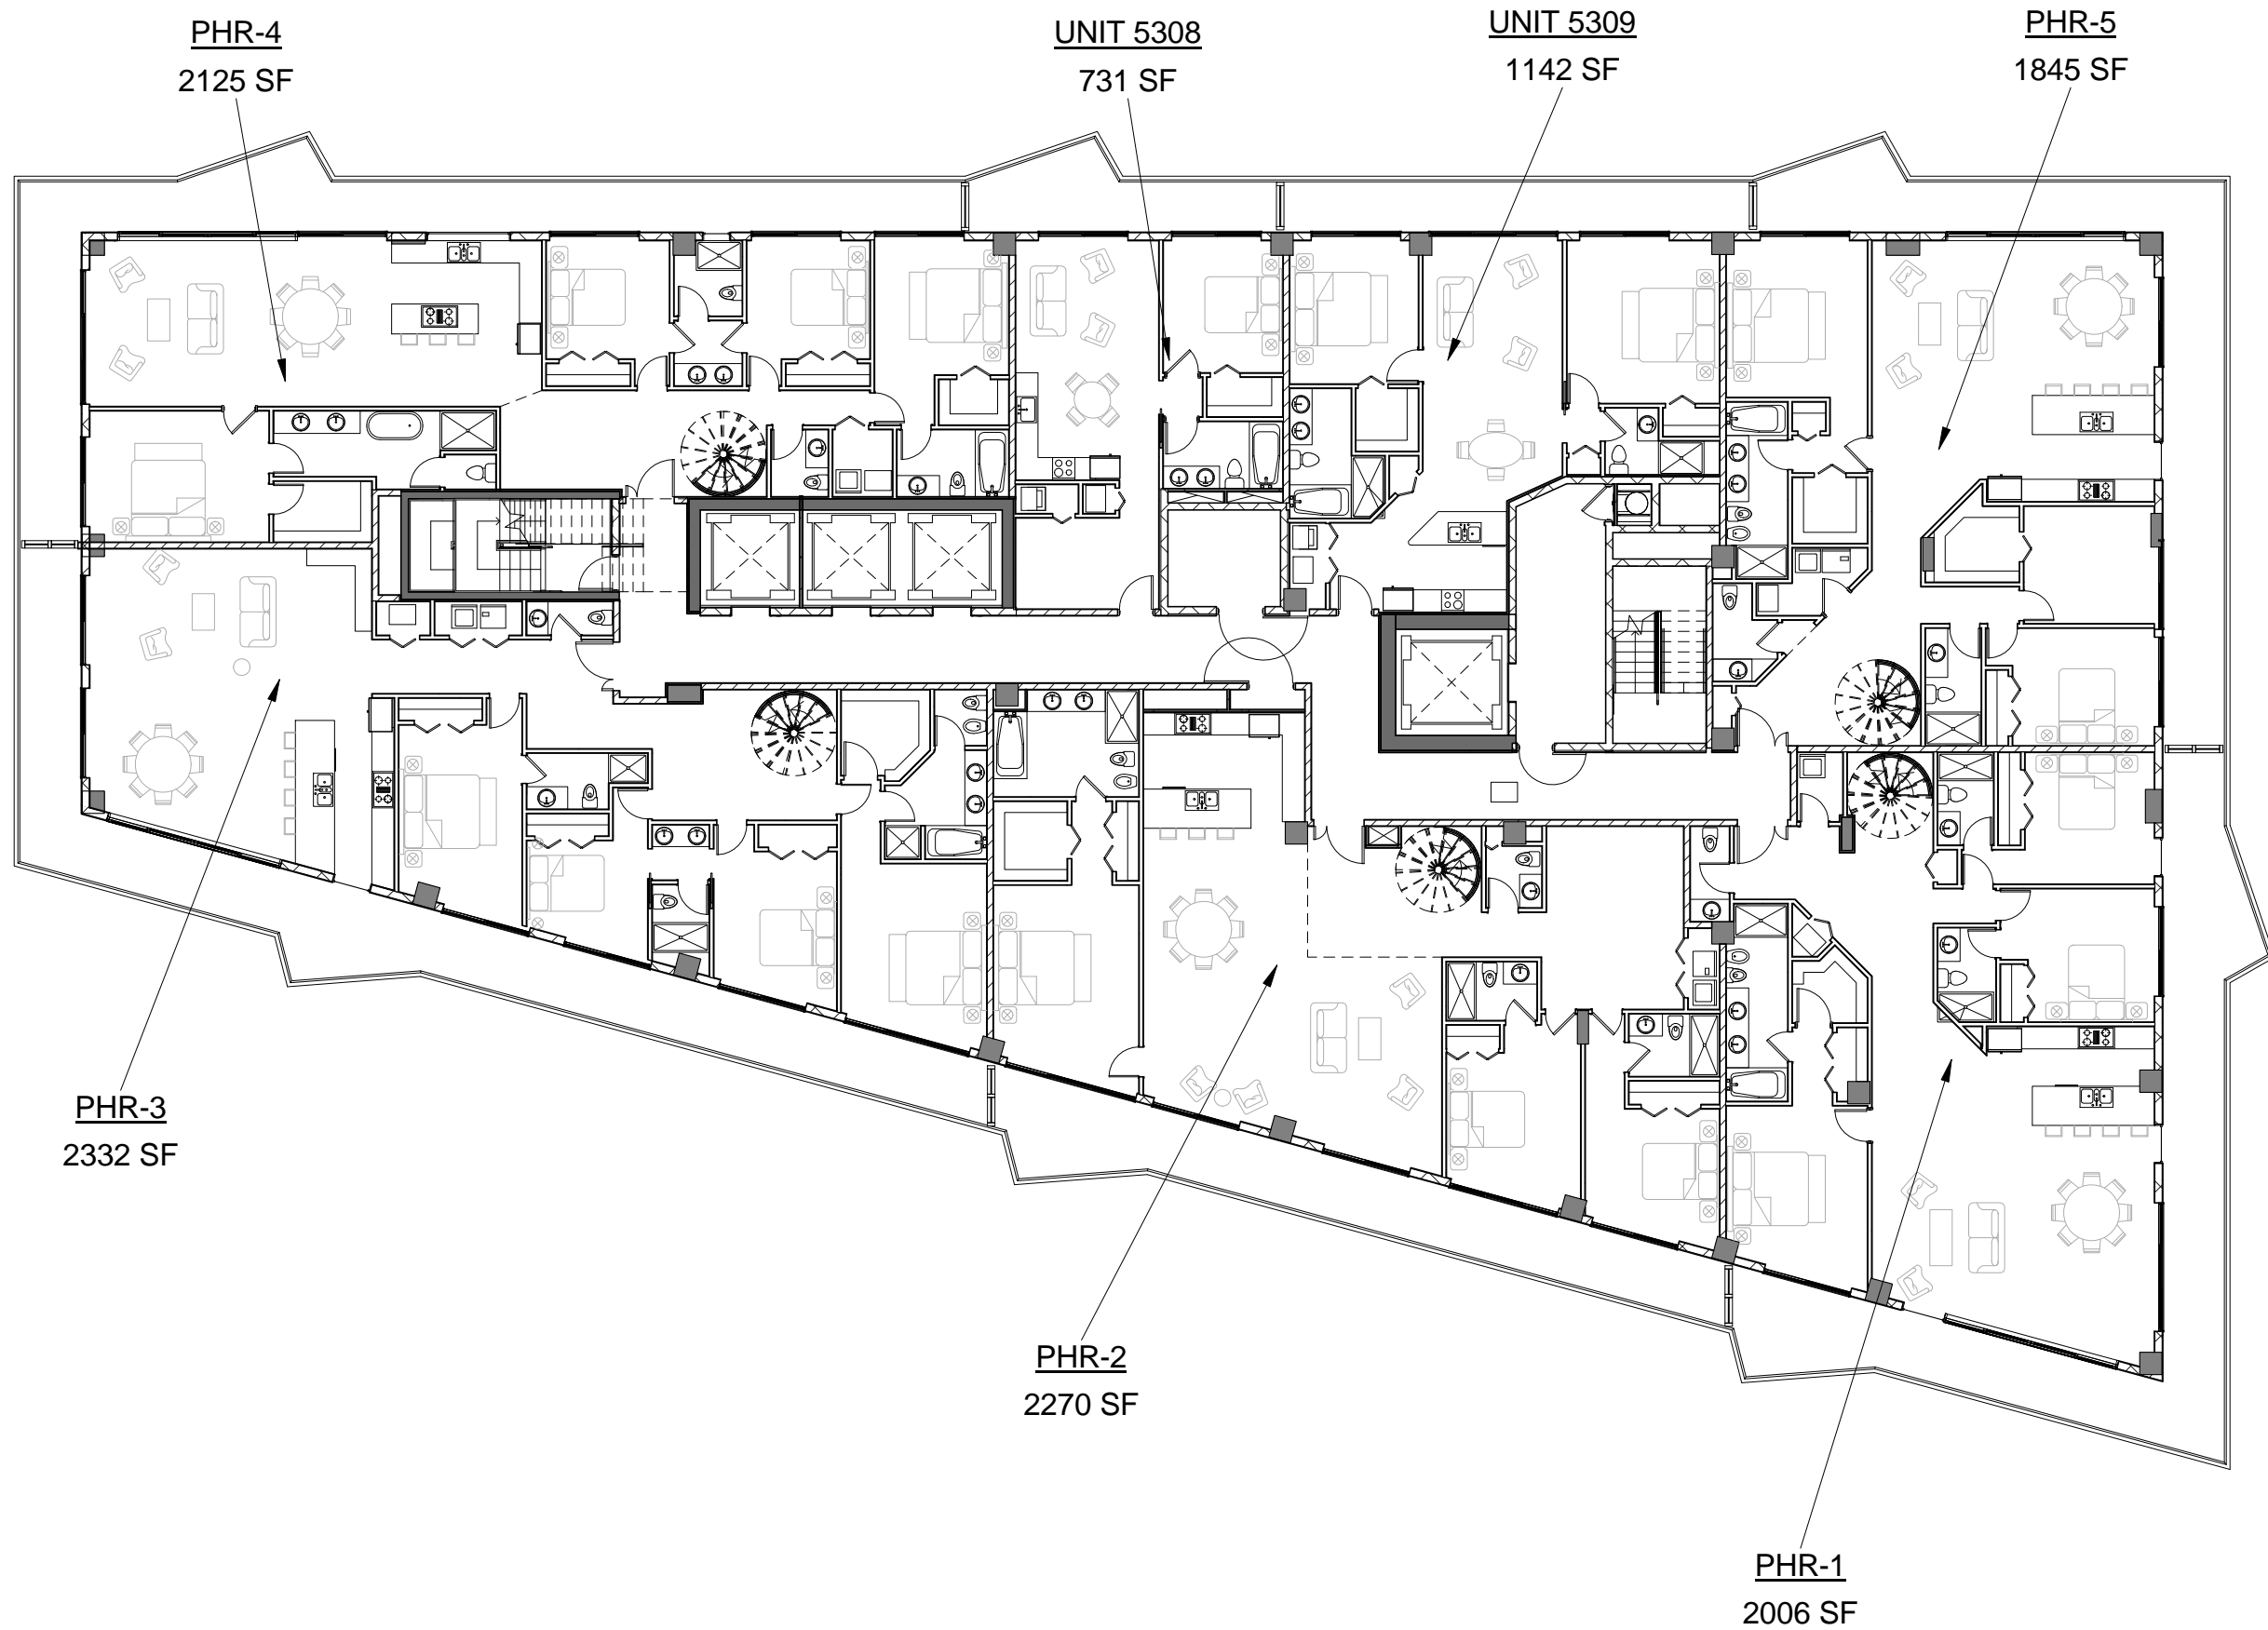 PHR-4
2125 SF
UNIT 5308
731 SF
UNIT 5309
1142 SF
PHR-5
1845 SF
PHR-3
2332 SF
PHR-2
2270 SF
PHR-1
2006 SF